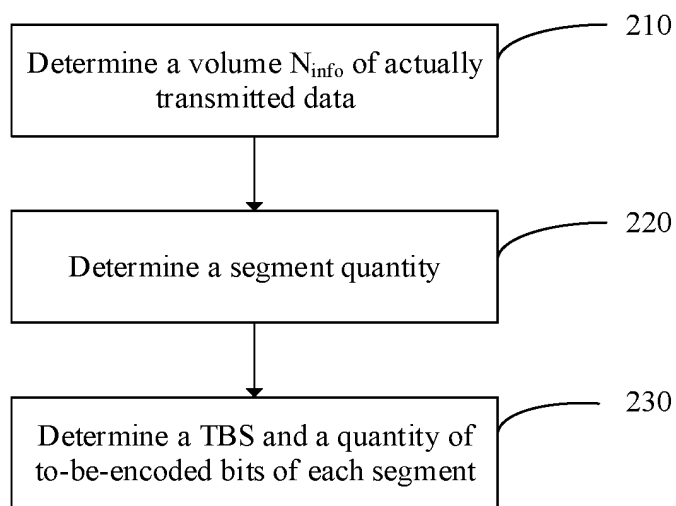 210
Determine a volume Ninfo of actually
transmitted data
220
Determine a segment quantity
230
Determine a TBS and a quantity of
to-be-encoded bits of each segment